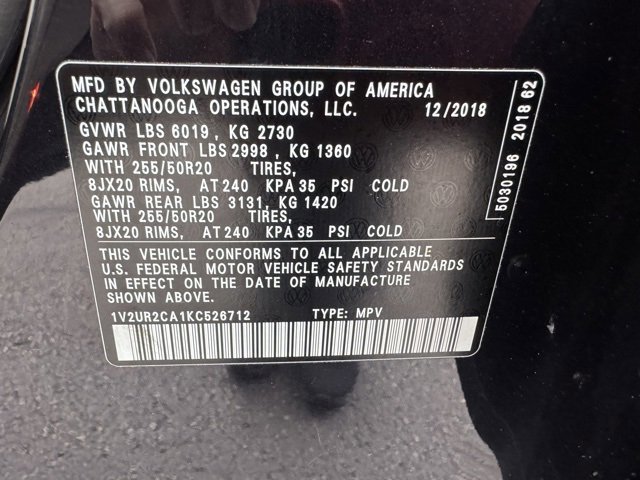 MFD BY VOLKSWAGEN GROUP OF AMERICA
CHATTANOOGA OPERATIONS, LLC. 12/2018
GVWR LBS 6019, KG 2730
GAWR FRONT LBS 2998, KG 1360
WITH 255/50R20 TIRES,
8JX20 RIMS, AT 240 KPA 35 PSI COLD
GAWR REAR LBS 3131, KG 1420
WITH 255/50R20 TIRES,
8JX20 RIMS, AT 240 KPA 35 PSI COLD
THIS VEHICLE CONFORMS TO ALL APPLICABLE
U.S. FEDERAL MOTOR VEHICLE SAFETY STANDARDS
IN EFFECT ON THE DATE OF MANUFACTURE
SHOWN ABOVE.
1V2UR2CA1KC526712 TYPE: MPV
5030196 2018 62